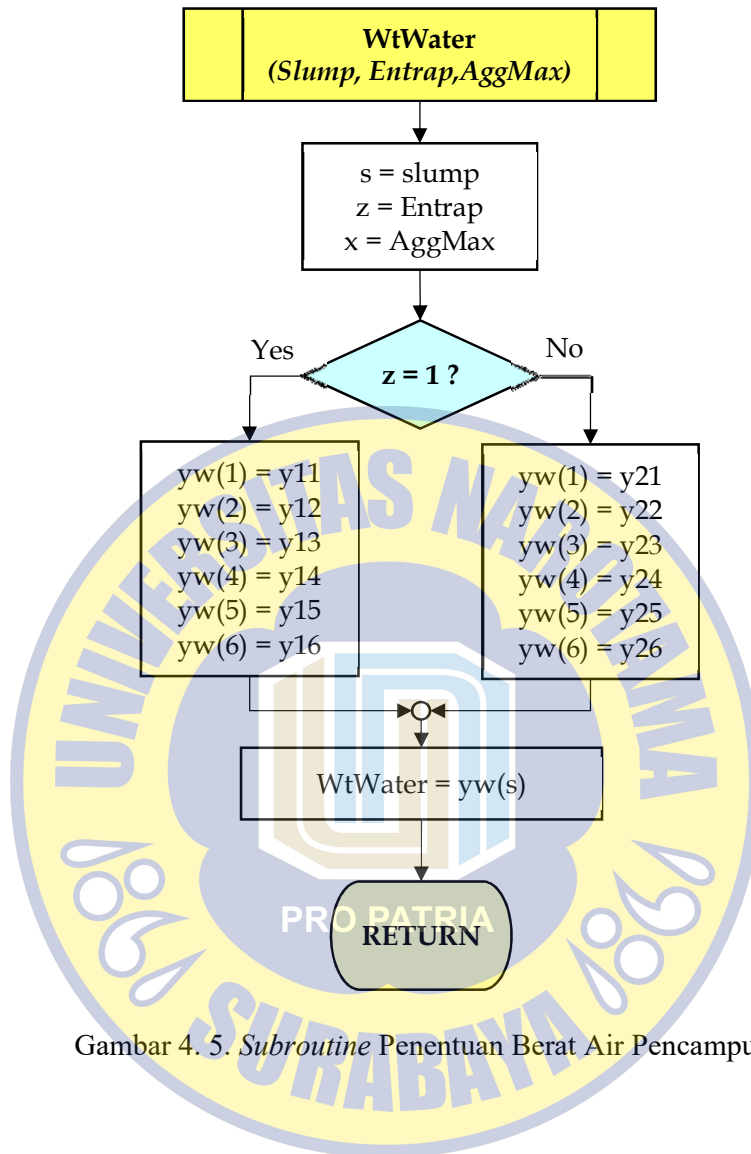 WtWater
(Slump, Entrap,AggMax)
s = slump
z = Entrap
x = AggMax
Yes
z = 1 ?
No
yw(1) = y11
yw(2) = y12
yw(3) = y13
yw(4) = y14
yw(5) = y15
yw(6) = y16
yw(1) = y21
yw(2) = y22
yw(3) = y23
yw(4) = y24
yw(5) = y25
yw(6) = y26
WtWater = yw(s)
RETURN
UNIVERSITAS NAROTAMA
PRO PATRIA
SURABAYA
Gambar 4. 5. Subroutine Penentuan Berat Air Pencampu